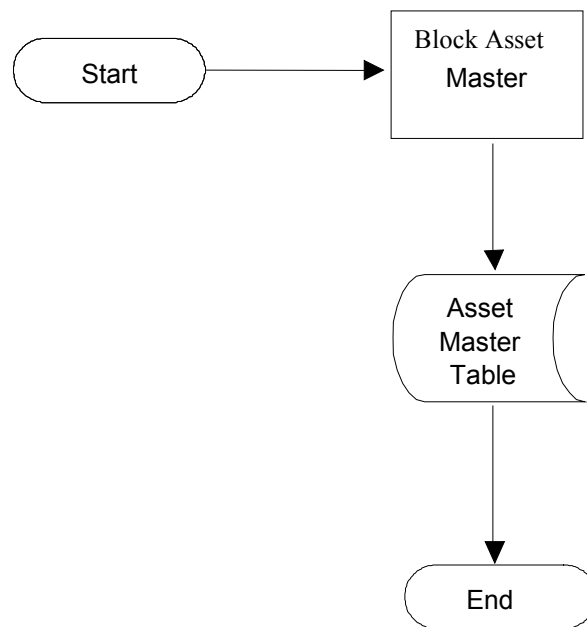 Start
Block Asset
Master
Asset
Master
Table
End